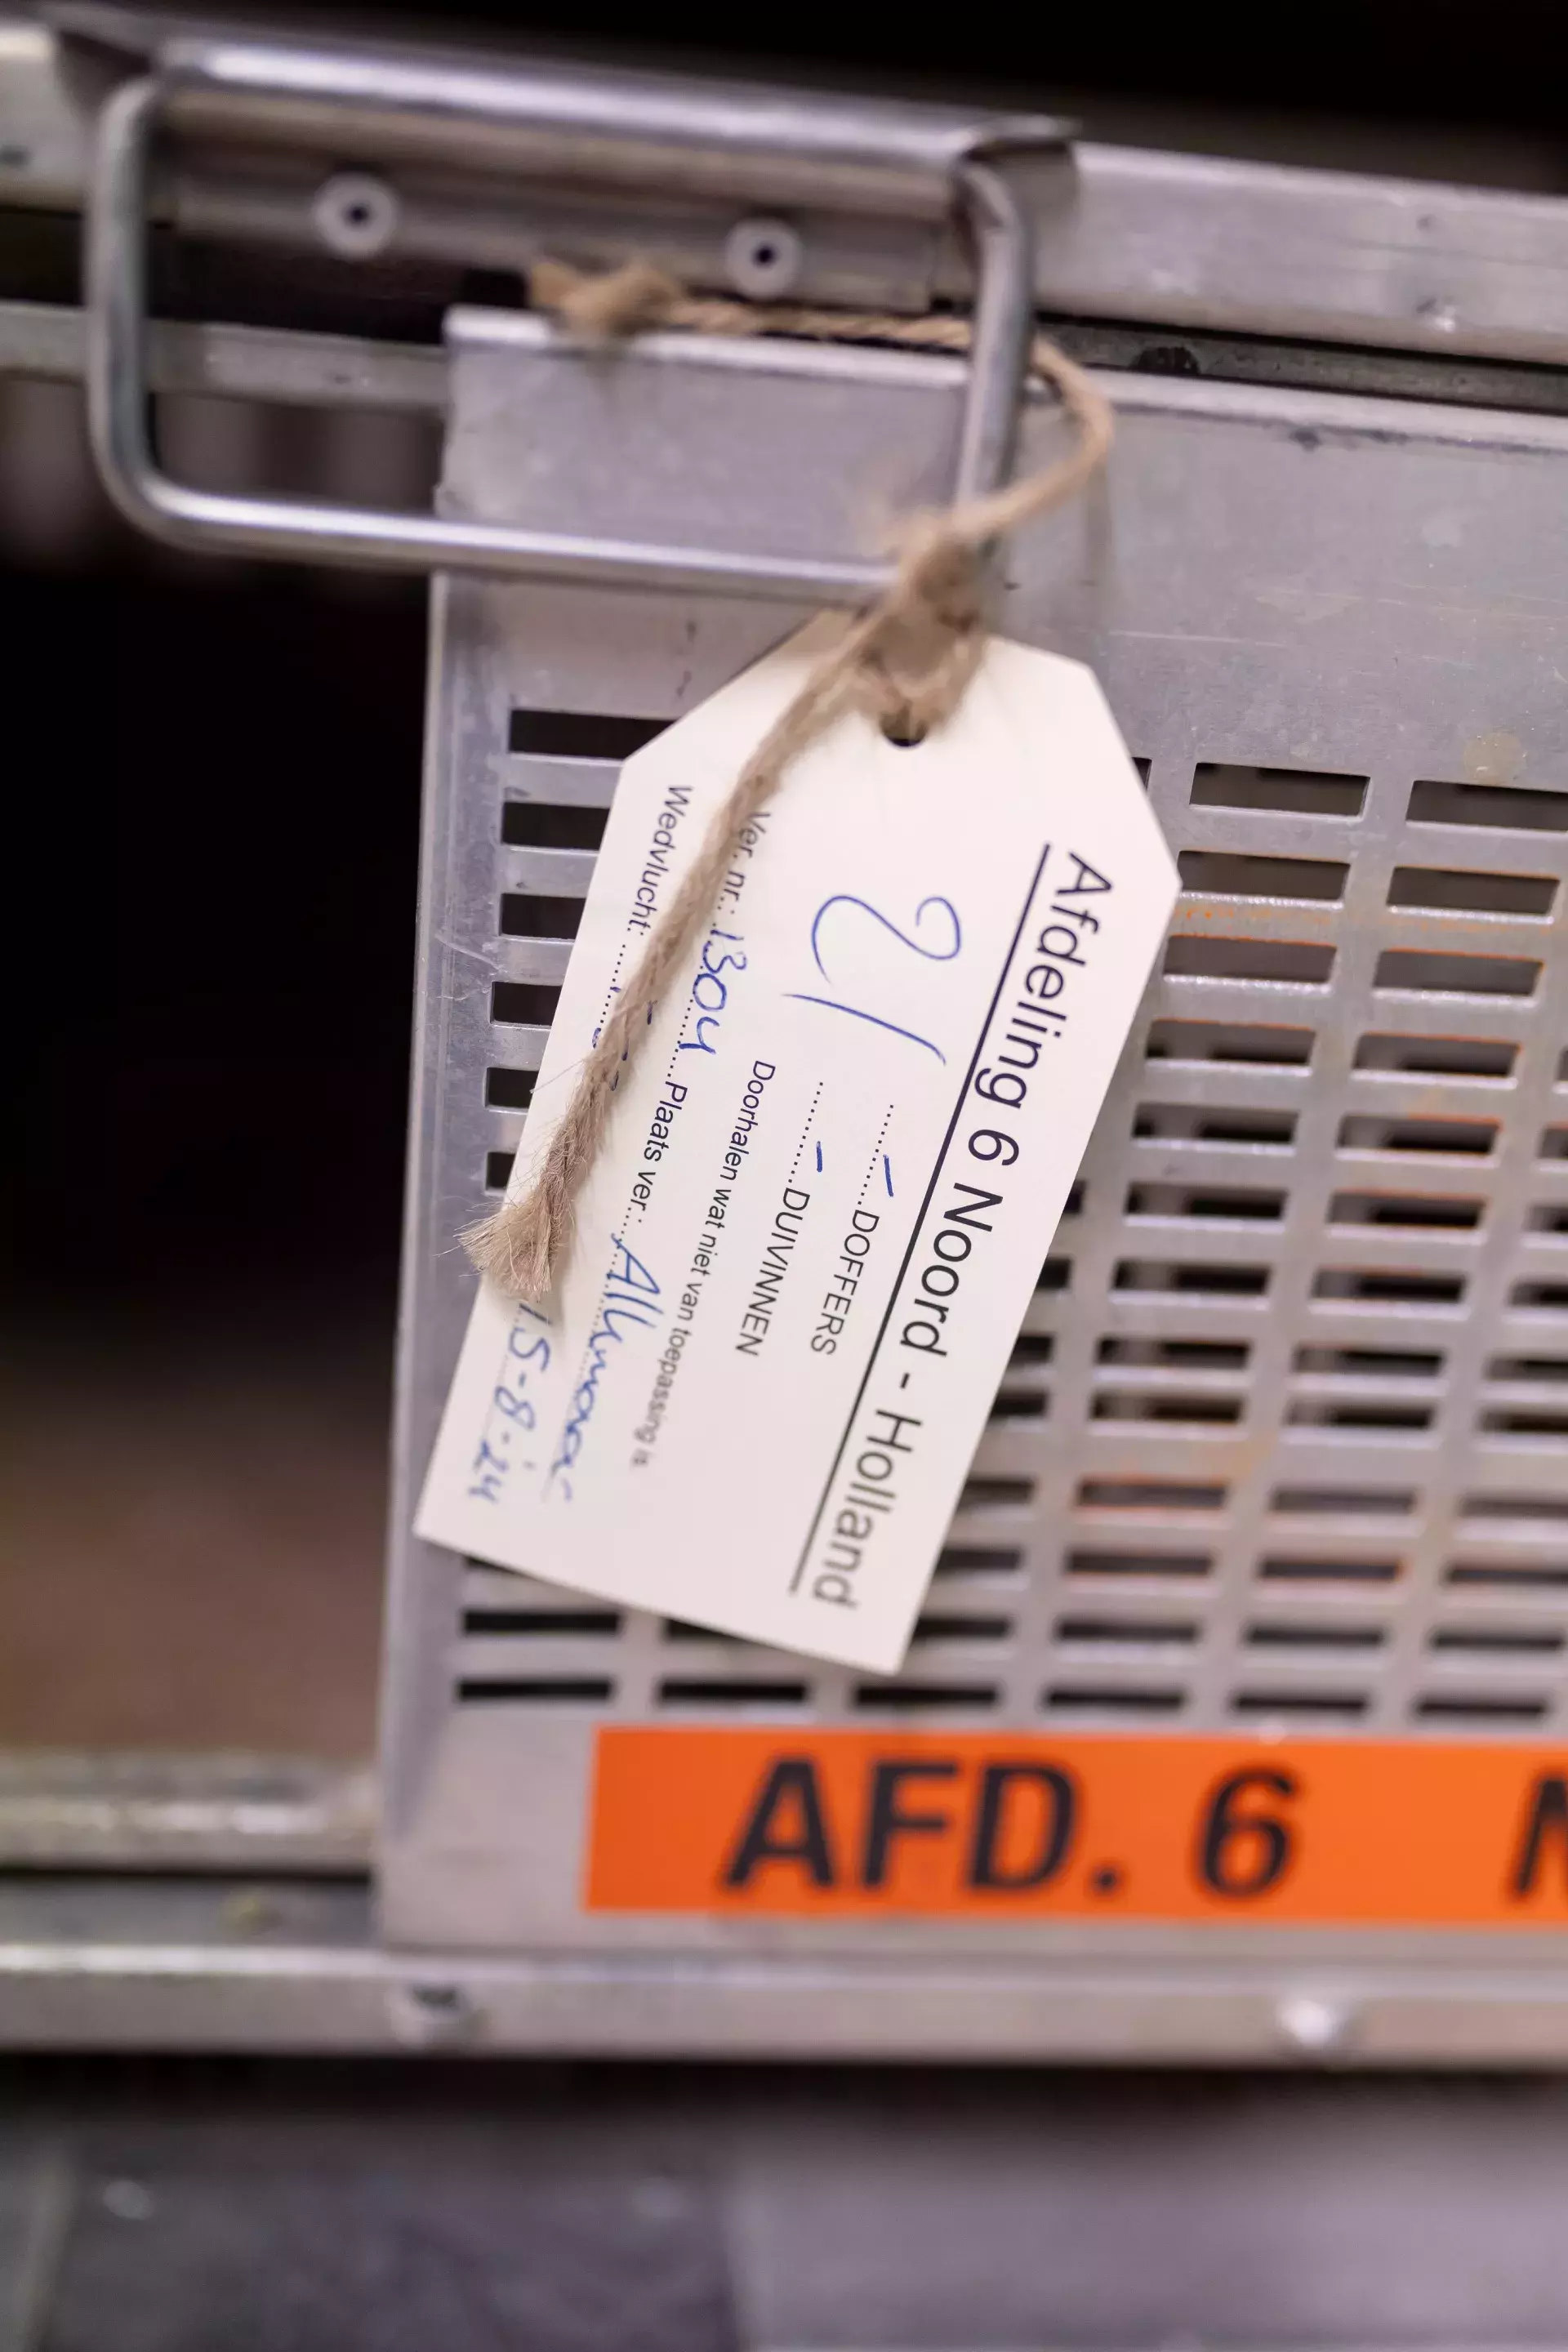 Afdeling 6 Noord - Holland
21
..... - ..DOFFERS
........ - ..DUIVINNEN
Doorhalen wat niet van toepassing is.
Ver. nr.: 1304 Plaats ver.: Alkmaar
Wedvlucht:
15-8-24
AFD. 6